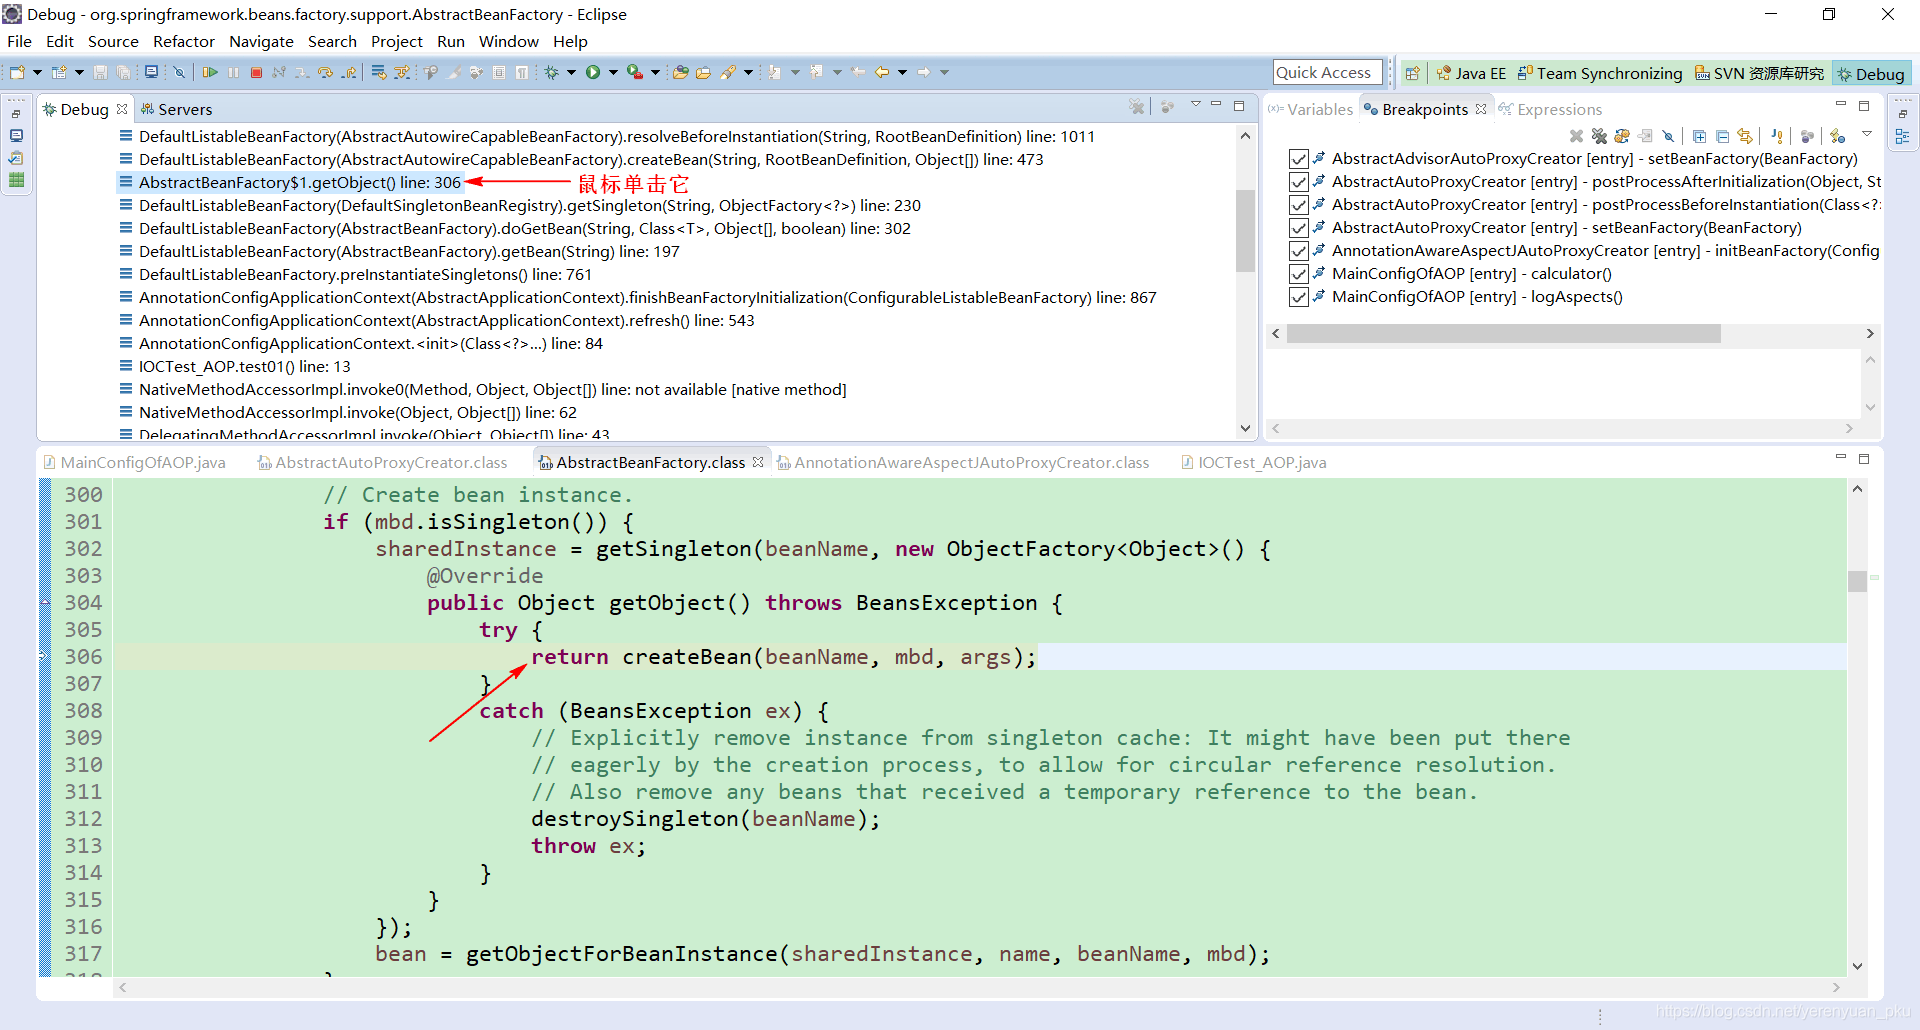 Debug - org.springframework.beans.factory.support.AbstractBeanFactory - Eclipse
File Edit Source Refactor Navigate Search Project Run Window Help
Quick Access
Java EE
Team Synchronizing
SVN 资源库研究
Debug
Debug
Servers
DefaultListableBeanFactory(AbstractAutowireCapableBeanFactory).resolveBeforeInstantiation(String, RootBeanDefinition) line: 1011
DefaultListableBeanFactory(AbstractAutowireCapableBeanFactory).createBean(String, RootBeanDefinition, Object[]) line: 473
AbstractBeanFactory$1.getObject() line: 306
鼠标单击它
DefaultListableBeanFactory(DefaultSingletonBeanRegistry).getSingleton(String, ObjectFactory<?>) line: 230
DefaultListableBeanFactory(AbstractBeanFactory).doGetBean(String, Class<T>, Object[], boolean) line: 302
DefaultListableBeanFactory(AbstractBeanFactory).getBean(String) line: 197
DefaultListableBeanFactory.preInstantiateSingletons() line: 761
AnnotationConfigApplicationContext(AbstractApplicationContext).finishBeanFactoryInitialization(ConfigurableListableBeanFactory) line: 867
AnnotationConfigApplicationContext(AbstractApplicationContext).refresh() line: 543
AnnotationConfigApplicationContext.<init>(Class<?>...) line: 84
IOCTest_AOP.test01() line: 13
NativeMethodAccessorImpl.invoke0(Method, Object, Object[]) line: not available [native method]
NativeMethodAccessorImpl.invoke(Object, Object[]) line: 62
DelegatingMethodAccessorImpl.invoke(Object, Object[]) line: 43
(x)= Variables
Breakpoints
Expressions
AbstractAdvisorAutoProxyCreator [entry] - setBeanFactory(BeanFactory)
AbstractAutoProxyCreator [entry] - postProcessAfterInitialization(Object, St
AbstractAutoProxyCreator [entry] - postProcessBeforeInstantiation(Class<?
AbstractAutoProxyCreator [entry] - setBeanFactory(BeanFactory)
AnnotationAwareAspectJAutoProxyCreator [entry] - initBeanFactory(Config
MainConfigOfAOP [entry] - calculator()
MainConfigOfAOP [entry] - logAspects()
MainConfigOfAOP.java
AbstractAutoProxyCreator.class
AbstractBeanFactory.class
AnnotationAwareAspectJAutoProxyCreator.class
IOCTest_AOP.java
300 // Create bean instance.
301 if (mbd.isSingleton()) {
302 sharedInstance = getSingleton(beanName, new ObjectFactory<Object>() {
303 @Override
304 public Object getObject() throws BeansException {
305 try {
306 return createBean(beanName, mbd, args);
307 }
308 catch (BeansException ex) {
309 // Explicitly remove instance from singleton cache: It might have been put there
310 // eagerly by the creation process, to allow for circular reference resolution.
311 // Also remove any beans that received a temporary reference to the bean.
312 destroySingleton(beanName);
313 throw ex;
314 }
315 }
316 });
317 bean = getObjectForBeanInstance(sharedInstance, name, beanName, mbd);
318 }
https://blog.csdn.net/yerenyuan_pku